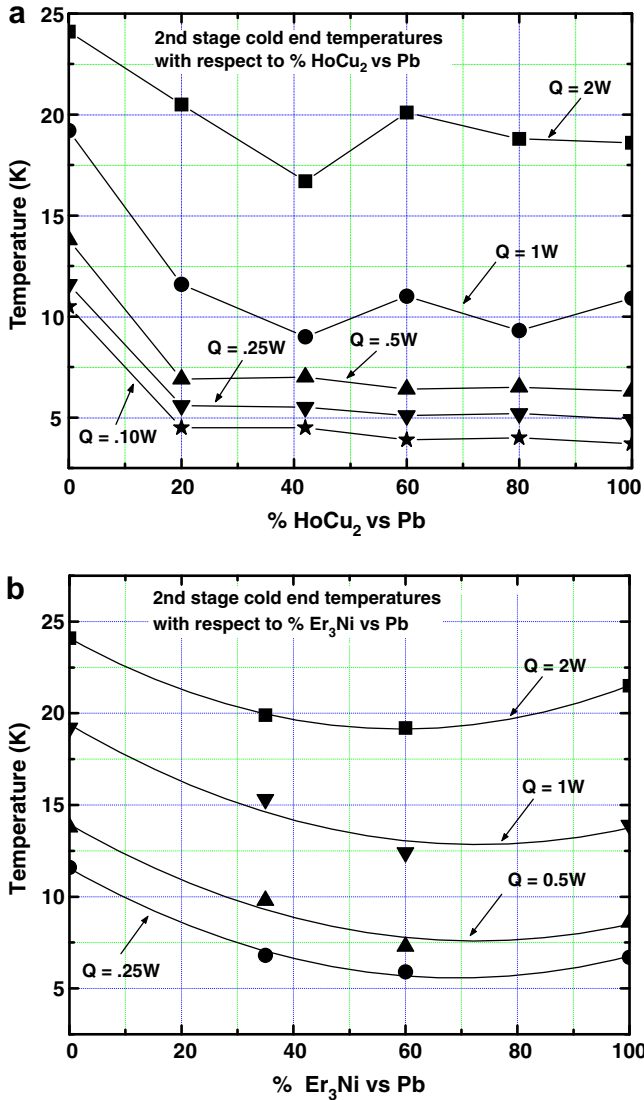 a
2nd stage cold end temperatures
with respect to % HoCu₂ vs Pb
Q = 2W
Q = 1W
Q = .25W
Q = .5W
Q = .10W
25
20
15
10
5
Temperature (K)
0 20 40 60 80 100
% HoCu₂ vs Pb
b
2nd stage cold end temperatures
with respect to % Er₃Ni vs Pb
Q = 2W
Q = 1W
Q = 0.5W
Q = .25W
25
20
15
10
5
Temperature (K)
0 20 40 60 80 100
% Er₃Ni vs Pb